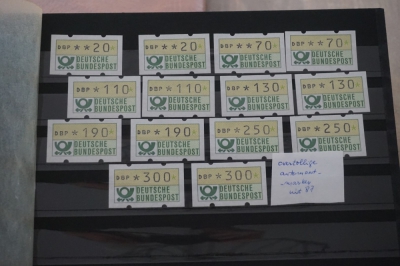 DBP **20 DBP **20 DBP **70 DBP **70
DEUTSCHE BUNDESPOST DEUTSCHE BUNDESPOST DEUTSCHE BUNDESPOST DEUTSCHE BUNDESPOST
DBP *110 DBP *110 DBP *130 DBP *130
DEUTSCHE BUNDESPOST DEUTSCHE BUNDESPOST DEUTSCHE BUNDESPOST DEUTSCHE BUNDESPOST
DBP *190 DBP *190 DBP *250 DBP *250
DEUTSCHE BUNDESPOST DEUTSCHE BUNDESPOST DEUTSCHE BUNDESPOST DEUTSCHE BUNDESPOST
DBP *300 DBP *300
DEUTSCHE BUNDESPOST DEUTSCHE BUNDESPOST